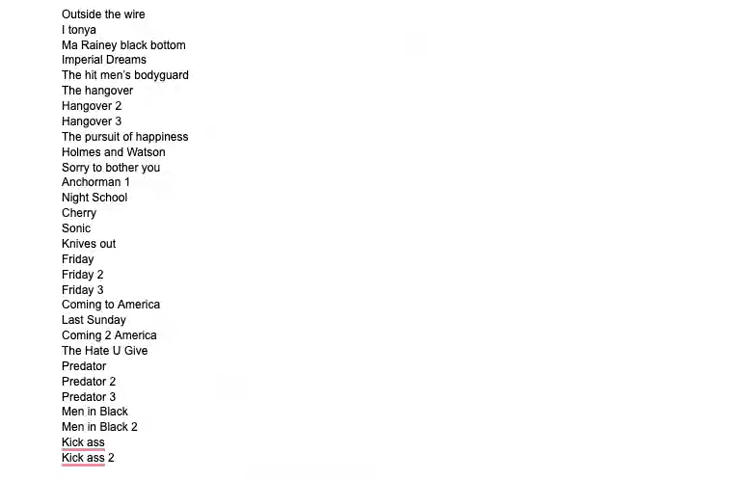 Outside the wire
I tonya
Ma Rainey black bottom
Imperial Dreams
The hit men's bodyguard
The hangover
Hangover 2
Hangover 3
The pursuit of happiness
Holmes and Watson
Sorry to bother you
Anchorman 1
Night School
Cherry
Sonic
Knives out
Friday
Friday 2
Friday 3
Coming to America
Last Sunday
Coming 2 America
The Hate U Give
Predator
Predator 2
Predator 3
Men in Black
Men in Black 2
Kick ass
Kick ass 2